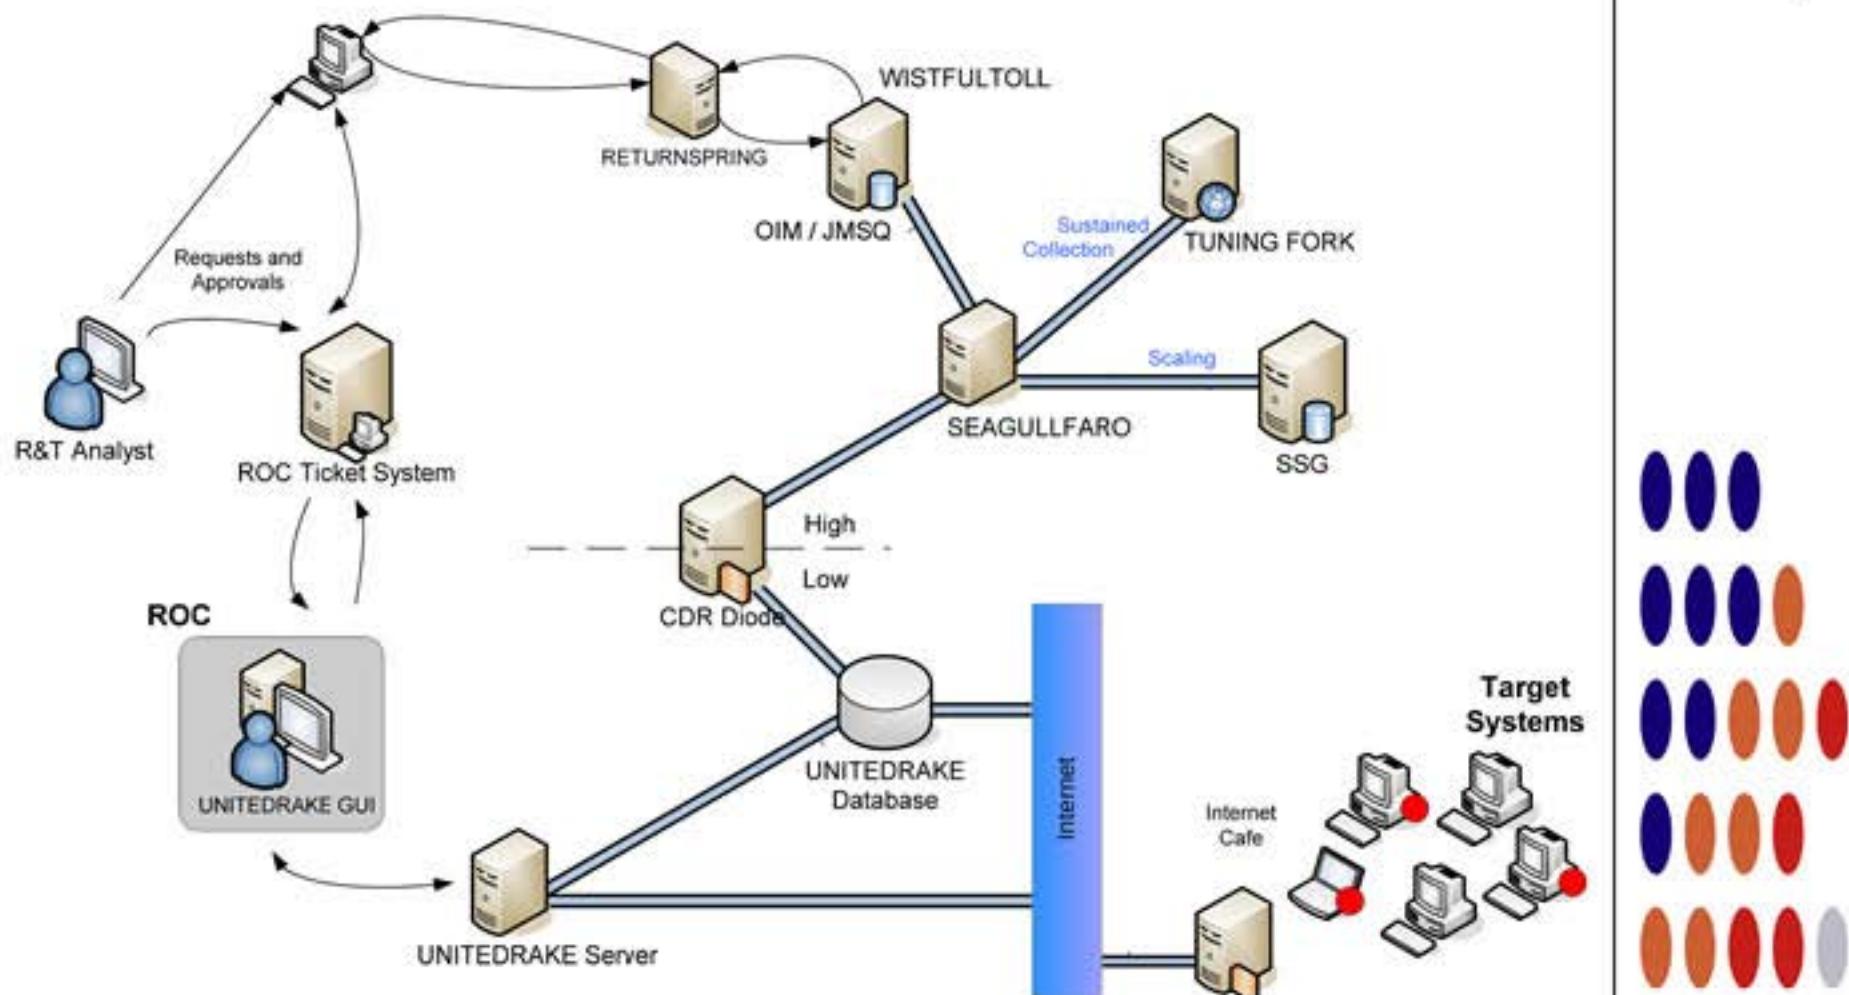 WISTFULTOLL
RETURNSPRING
OIM / JMSQ
Sustained
Collection
TUNING FORK
Requests and
Approvals
Scaling
R&T Analyst
SEAGULLFARO
SSG
ROC Ticket System
High
Low
CDR Diode
ROC
UNITEDRAKE GUI
UNITEDRAKE
Database
Internet
Target
Systems
Internet
Cafe
UNITEDRAKE Server